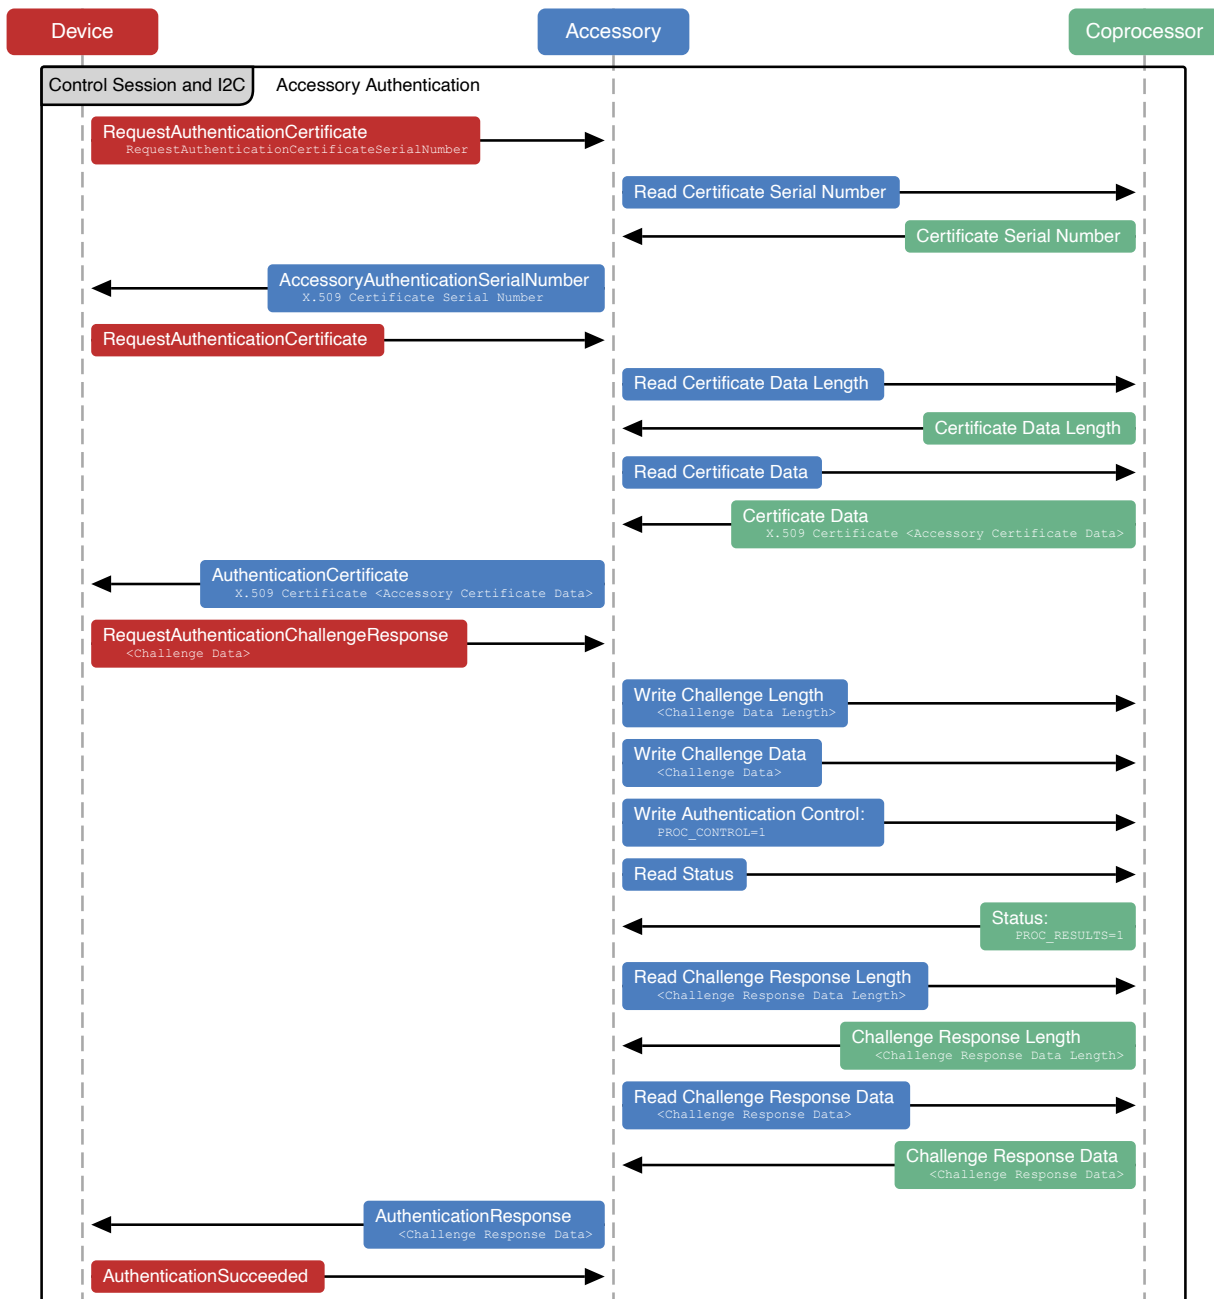 Device
Accessory
Coprocessor
Control Session and I2C
Accessory Authentication
RequestAuthenticationCertificate
RequestAuthenticationCertificateSerialNumber
Read Certificate Serial Number
Certificate Serial Number
AccessoryAuthenticationSerialNumber
X.509 Certificate Serial Number
RequestAuthenticationCertificate
Read Certificate Data Length
Certificate Data Length
Read Certificate Data
Certificate Data
X.509 Certificate <Accessory Certificate Data>
AuthenticationCertificate
X.509 Certificate <Accessory Certificate Data>
RequestAuthenticationChallengeResponse
<Challenge Data>
Write Challenge Length
<Challenge Data Length>
Write Challenge Data
<Challenge Data>
Write Authentication Control:
PROC_CONTROL=1
Read Status
Status:
PROC_RESULTS=1
Read Challenge Response Length
<Challenge Response Data Length>
Challenge Response Length
<Challenge Response Data Length>
Read Challenge Response Data
<Challenge Response Data>
Challenge Response Data
<Challenge Response Data>
AuthenticationResponse
<Challenge Response Data>
AuthenticationSucceeded